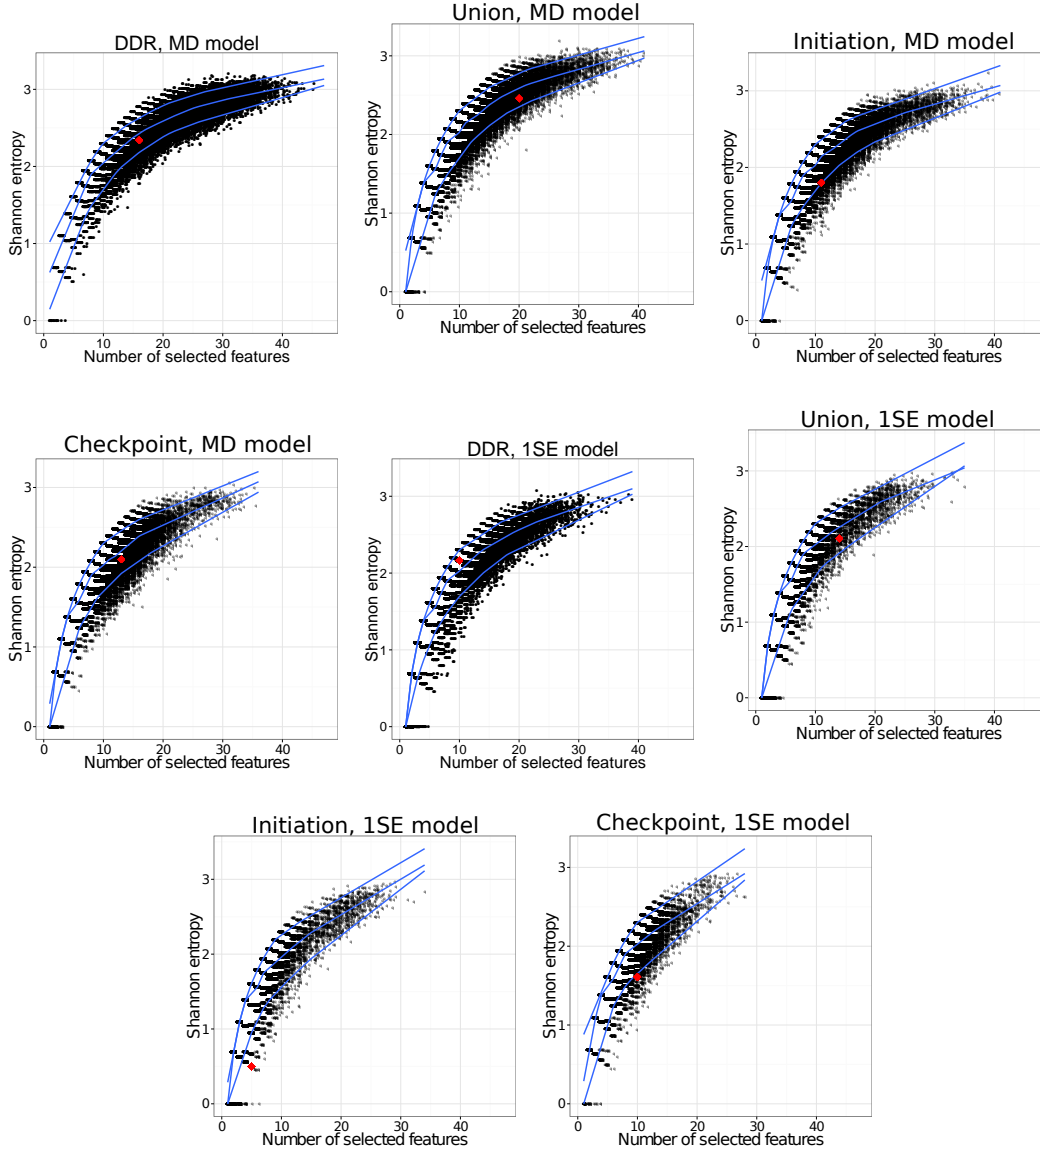 DDR, MD model
Shannon entropy
3
2
1
0
0 10 20 30 40
Number of selected features
Union, MD model
Shannon entropy
3
2
1
0
0 10 20 30 40
Number of selected features
Initiation, MD model
Shannon entropy
3
2
1
0
0 10 20 30 40
Number of selected features
Checkpoint, MD model
Shannon entropy
3
2
1
0
0 10 20 30 40
Number of selected features
DDR, 1SE model
Shannon entropy
3
2
1
0
0 10 20 30 40
Number of selected features
Union, 1SE model
Shannon entropy
3
2
1
0
0 10 20 30 40
Number of selected features
Initiation, 1SE model
Shannon entropy
3
2
1
0
0 10 20 30 40
Number of selected features
Checkpoint, 1SE model
Shannon entropy
3
2
1
0
0 10 20 30 40
Number of selected features